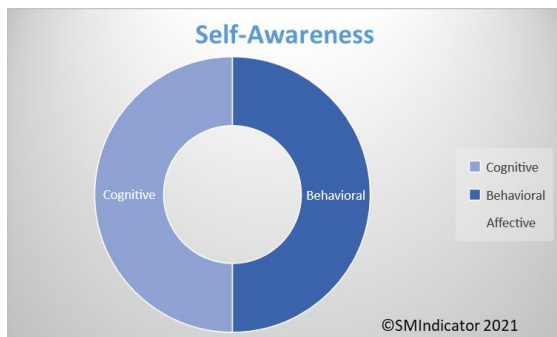 Self-Awareness
Cognitive
Behavioral
Cognitive
Behavioral
Affective
©SMIndicator 2021